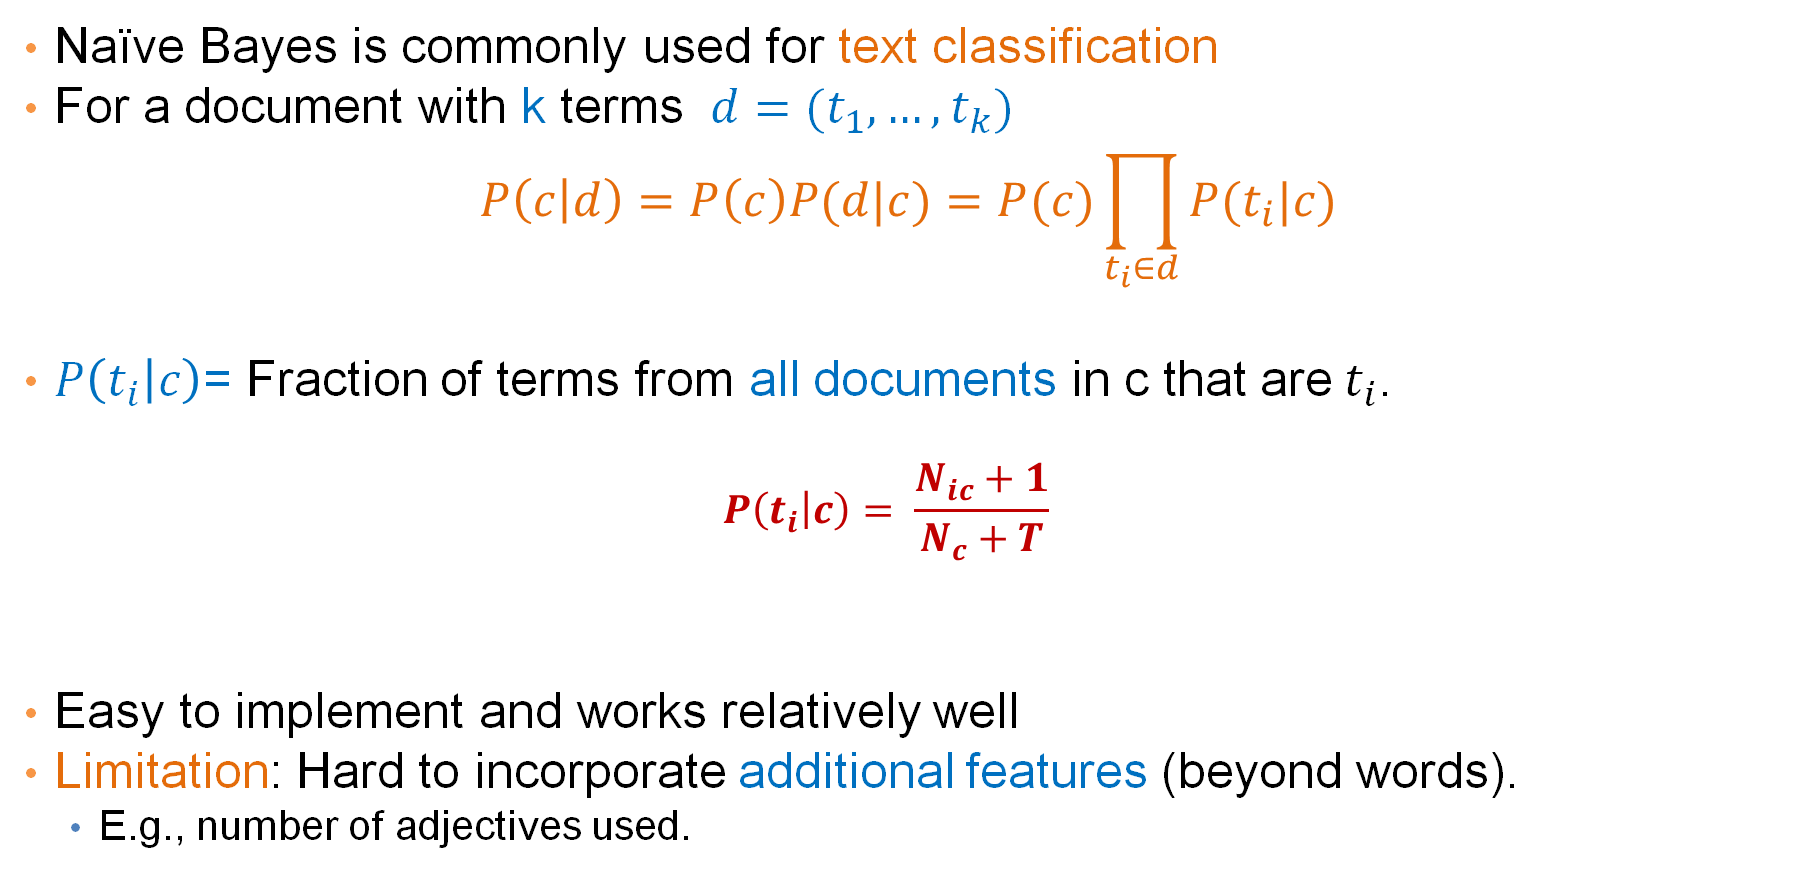 • Naïve Bayes is commonly used for text classification
• For a document with k terms d = (t₁, … , tₖ)
P(c|d) = P(c)P(d|c) = P(c) ∏ P(tᵢ|c)
tᵢ∈d
• P(tᵢ|c)= Fraction of terms from all documents in c that are tᵢ.
P(tᵢ|c) = (Nᵢ𝒸 + 1) / (N𝒸 + T)
• Easy to implement and works relatively well
• Limitation: Hard to incorporate additional features (beyond words).
• E.g., number of adjectives used.